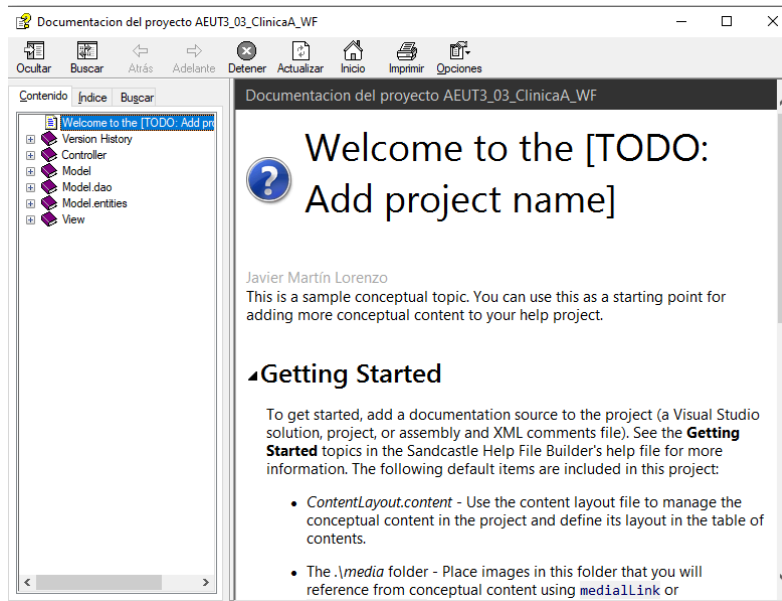 Documentacion del proyecto AEUT3_03_ClinicaA_WF
Ocultar Buscar Atrás Adelante Detener Actualizar Inicio Imprimir Opciones
Contenido Índice Buscar
Welcome to the [TODO: Add pr
Version History
Controller
Model
Model.dao
Model.entities
View
Documentacion del proyecto AEUT3_03_ClinicaA_WF
Welcome to the [TODO:
Add project name]
Javier Martín Lorenzo
This is a sample conceptual topic. You can use this as a starting point for
adding more conceptual content to your help project.
Getting Started
To get started, add a documentation source to the project (a Visual Studio
solution, project, or assembly and XML comments file). See the Getting
Started topics in the Sandcastle Help File Builder's help file for more
information. The following default items are included in this project:
• ContentLayout.content - Use the content layout file to manage the
conceptual content in the project and define its layout in the table of
contents.
• The .\media folder - Place images in this folder that you will
reference from conceptual content using medialLink or